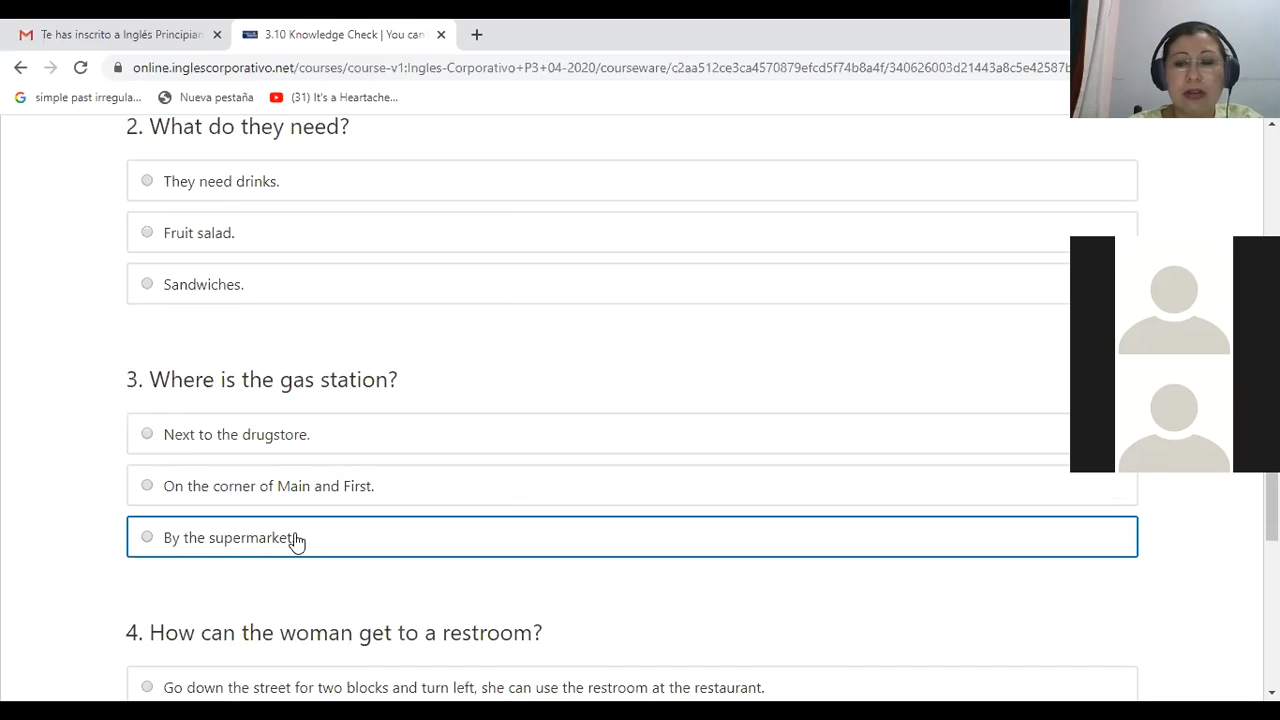 Te has inscrito a Inglés Principian
3.10 Knowledge Check | You can
online.inglescorporativo.net/courses/course-v1:Ingles-Corporativo+P3+04-2020/courseware/c2aa512ce3ca4570879efcd5f74b8a4f/340626003d21443a8c5e42587b
simple past irregula...
Nueva pestaña
(31) It's a Heartache...
2. What do they need?
They need drinks.
Fruit salad.
Sandwiches.
3. Where is the gas station?
Next to the drugstore.
On the corner of Main and First.
By the supermarket
4. How can the woman get to a restroom?
Go down the street for two blocks and turn left, she can use the restroom at the restaurant.